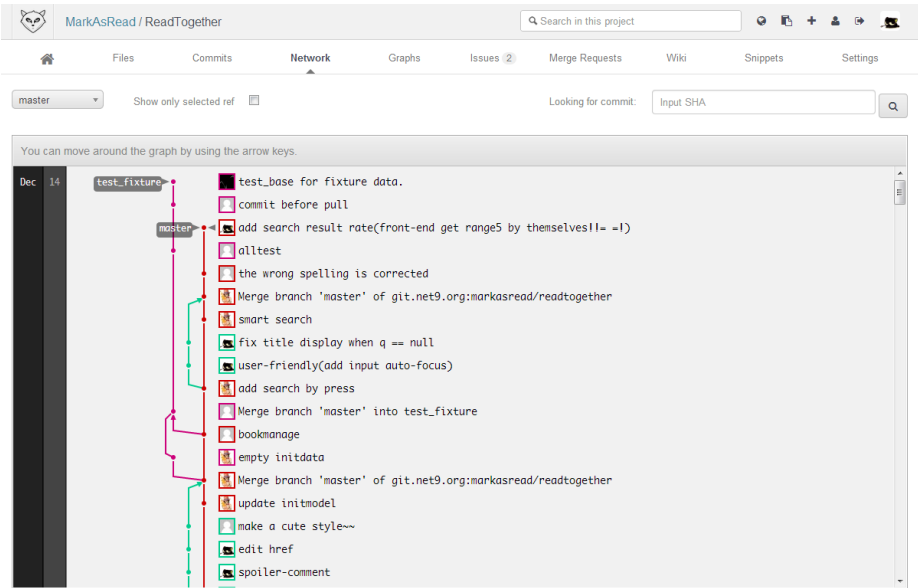 MarkAsRead / ReadTogether
Search in this project
Files Commits Network Graphs Issues 2 Merge Requests Wiki Snippets Settings
master
Show only selected ref
Looking for commit:
Input SHA
You can move around the graph by using the arrow keys.
Dec 14 test_fixture test_base for fixture data.
commit before pull
master add search result rate(front-end get range5 by themselves!!= =!)
alltest
the wrong spelling is corrected
Merge branch 'master' of git.net9.org:markasread/readtogether
smart search
fix title display when q == null
user-friendly(add input auto-focus)
add search by press
Merge branch 'master' into test_fixture
bookmanage
empty initdata
Merge branch 'master' of git.net9.org:markasread/readtogether
update initmodel
make a cute style~~
edit href
spoiler-comment